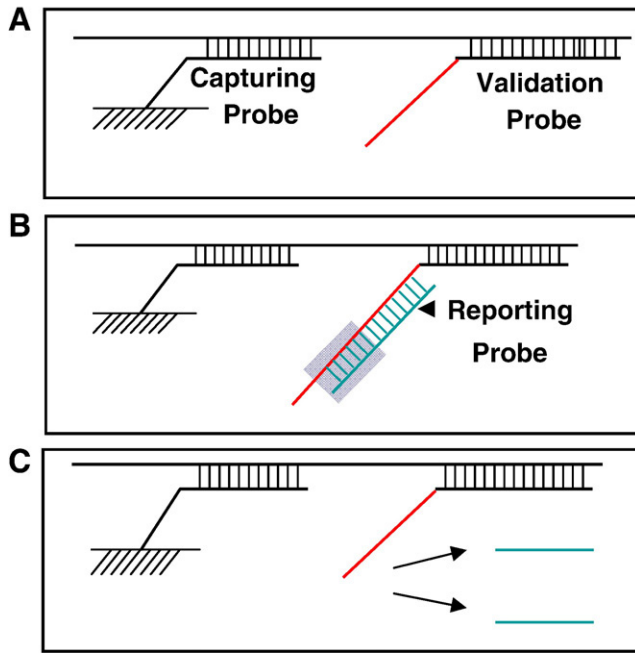 A
Capturing
Probe
Validation
Probe
B
Reporting
Probe
C